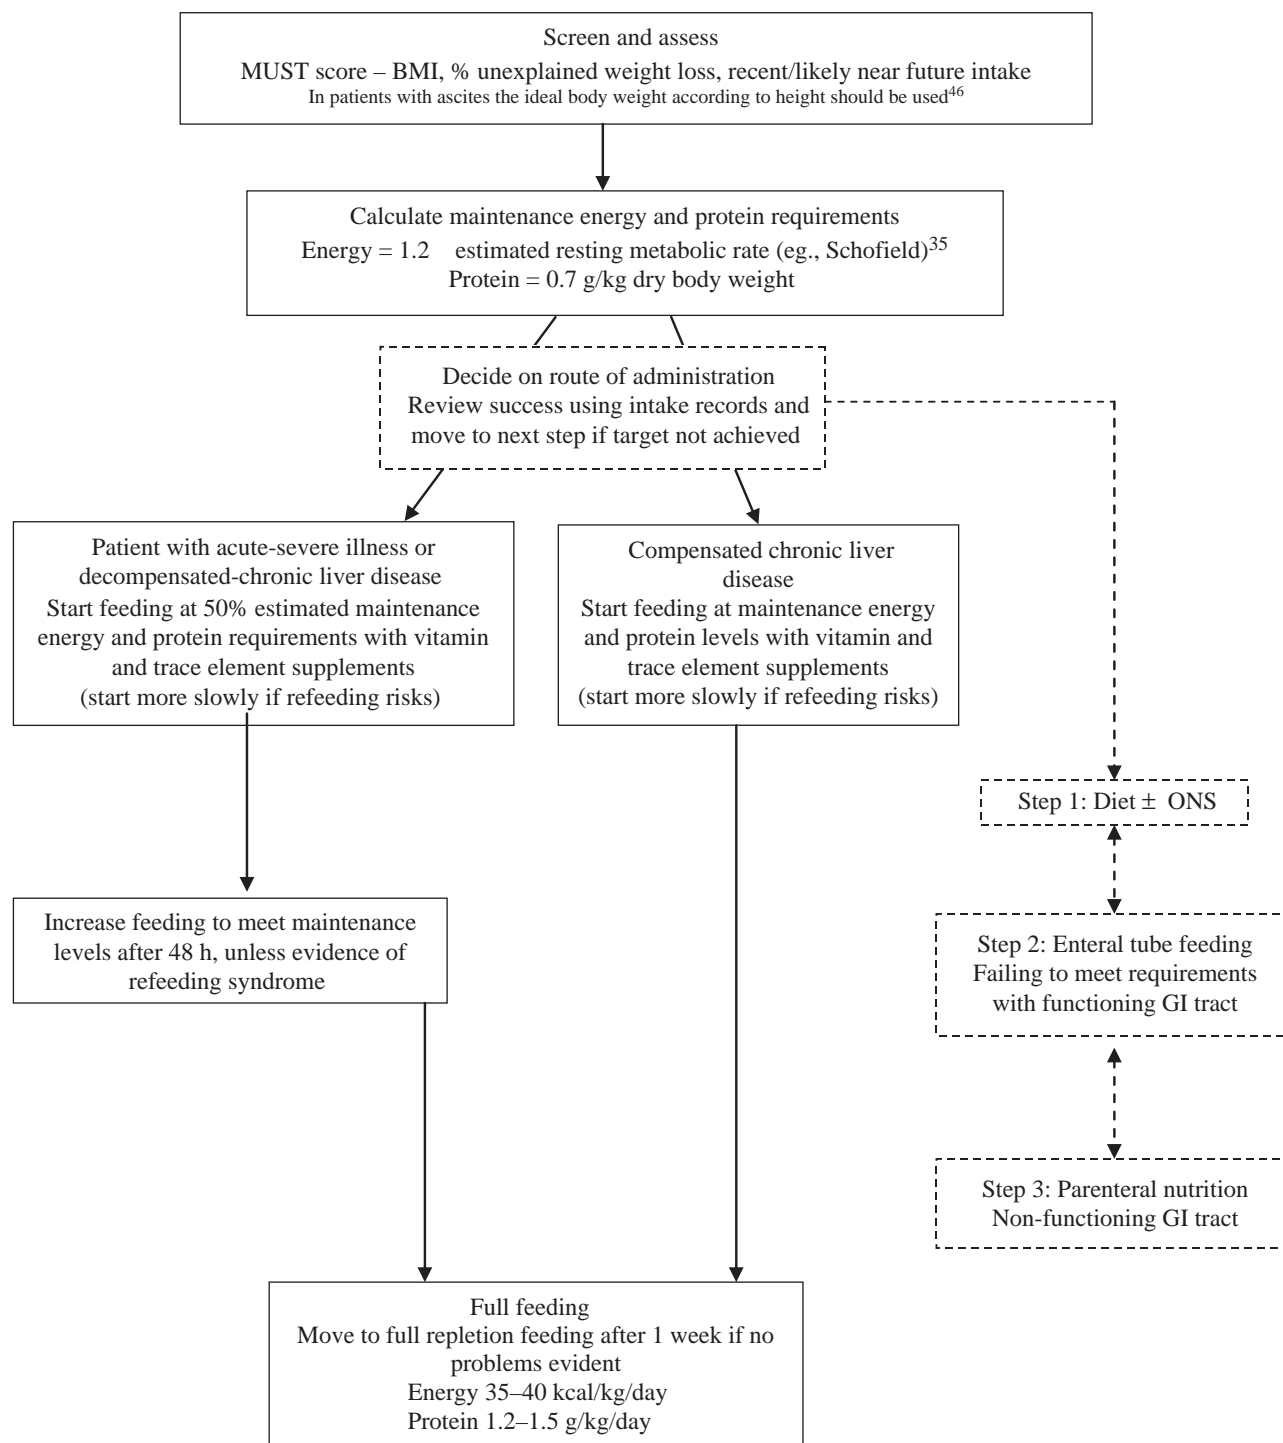 Screen and assess
MUST score – BMI, % unexplained weight loss, recent/likely near future intake
In patients with ascites the ideal body weight according to height should be used46
Calculate maintenance energy and protein requirements
Energy = 1.2 estimated resting metabolic rate (eg., Schofield)35
Protein = 0.7 g/kg dry body weight
Decide on route of administration
Review success using intake records and
move to next step if target not achieved
Patient with acute-severe illness or
decompensated-chronic liver disease
Start feeding at 50% estimated maintenance
energy and protein requirements with vitamin
and trace element supplements
(start more slowly if refeeding risks)
Compensated chronic liver
disease
Start feeding at maintenance energy
and protein levels with vitamin and
trace element supplements
(start more slowly if refeeding risks)
Step 1: Diet ± ONS
Increase feeding to meet maintenance
levels after 48 h, unless evidence of
refeeding syndrome
Step 2: Enteral tube feeding
Failing to meet requirements
with functioning GI tract
Step 3: Parenteral nutrition
Non-functioning GI tract
Full feeding
Move to full repletion feeding after 1 week if no
problems evident
Energy 35–40 kcal/kg/day
Protein 1.2–1.5 g/kg/day